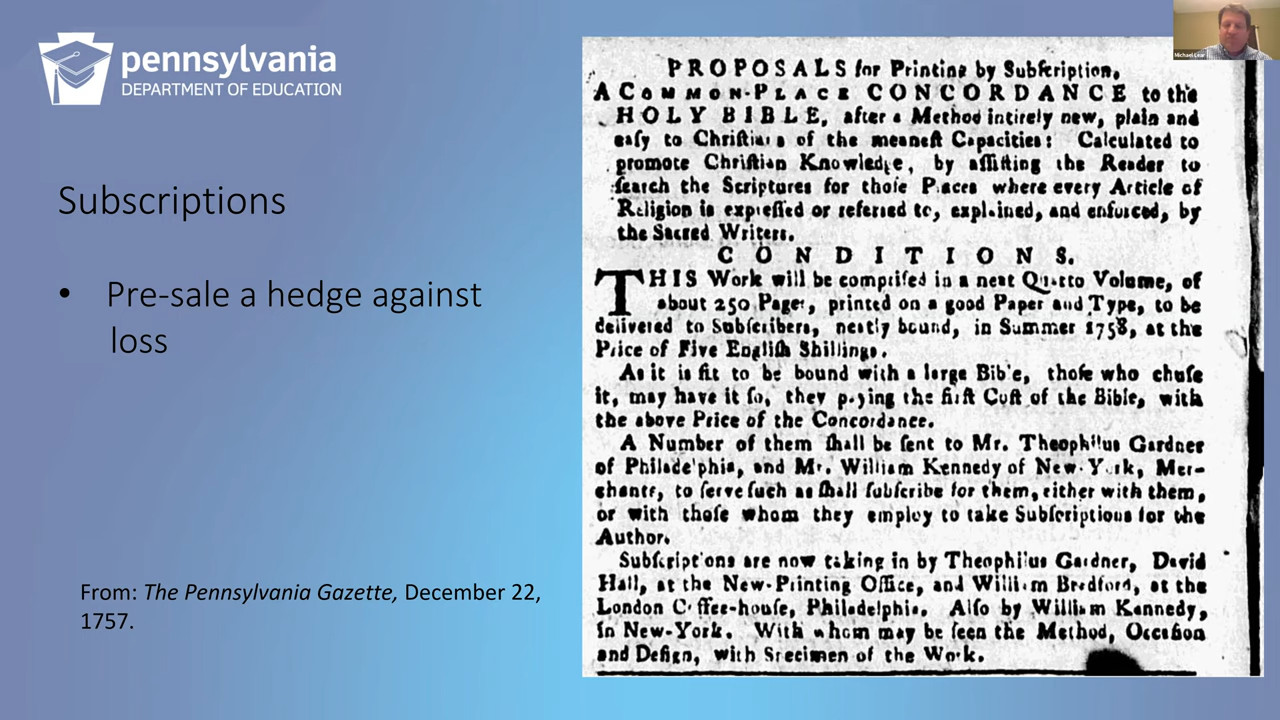 pennsylvania
DEPARTMENT OF EDUCATION
Subscriptions
• Pre-sale a hedge against
loss
From: The Pennsylvania Gazette, December 22,
1757.
PROPOSALS for Printing by Subſcription,
A COMMON-PLACE CONCORDANCE to the
HOLY BIBLE, after a Method intirely new, plain and
eaſy to Chriſtians of the meaneſt Capacities: Calculated to
promote Chriſtian Knowledge, by aſſiſting the Reader to
ſearch the Scriptures for thoſe Places where every Article of
Religion is expreſſed or referred to, explained, and enforced, by
the Sacred Writers.
CONDITIONS.
THIS Work will be compriſed in a neat Quarto Volume, of
about 250 Pages, printed on a good Paper and Type, to be
delivered to Subſcribers, neatly bound, in Summer 1758, at the
Price of Five Engliſh Shillings.
As it is fit to be bound with a large Bible, thoſe who chuſe
it, may have it ſo, they paying the firſt Coſt of the Bible, with
the above Price of the Concordance.
A Number of them ſhall be ſent to Mr. Theophilus Gardner
of Philadelphia, and Mr. William Kennedy of New-York, Mer-
chants, to ſerve ſuch as ſhall ſubſcribe for them, either with them,
or with thoſe whom they employ to take Subſcriptions for the
Author.
Subſcriptions are now taking in by Theophilus Gardner, David
Hall, at the New-Printing Office, and William Bradford, at the
London Coffee-houſe, Philadelphia. Alſo by William Kennedy,
in New-York. With whom may be ſeen the Method, Occaſion
and Deſign, with Specimen of the Work.